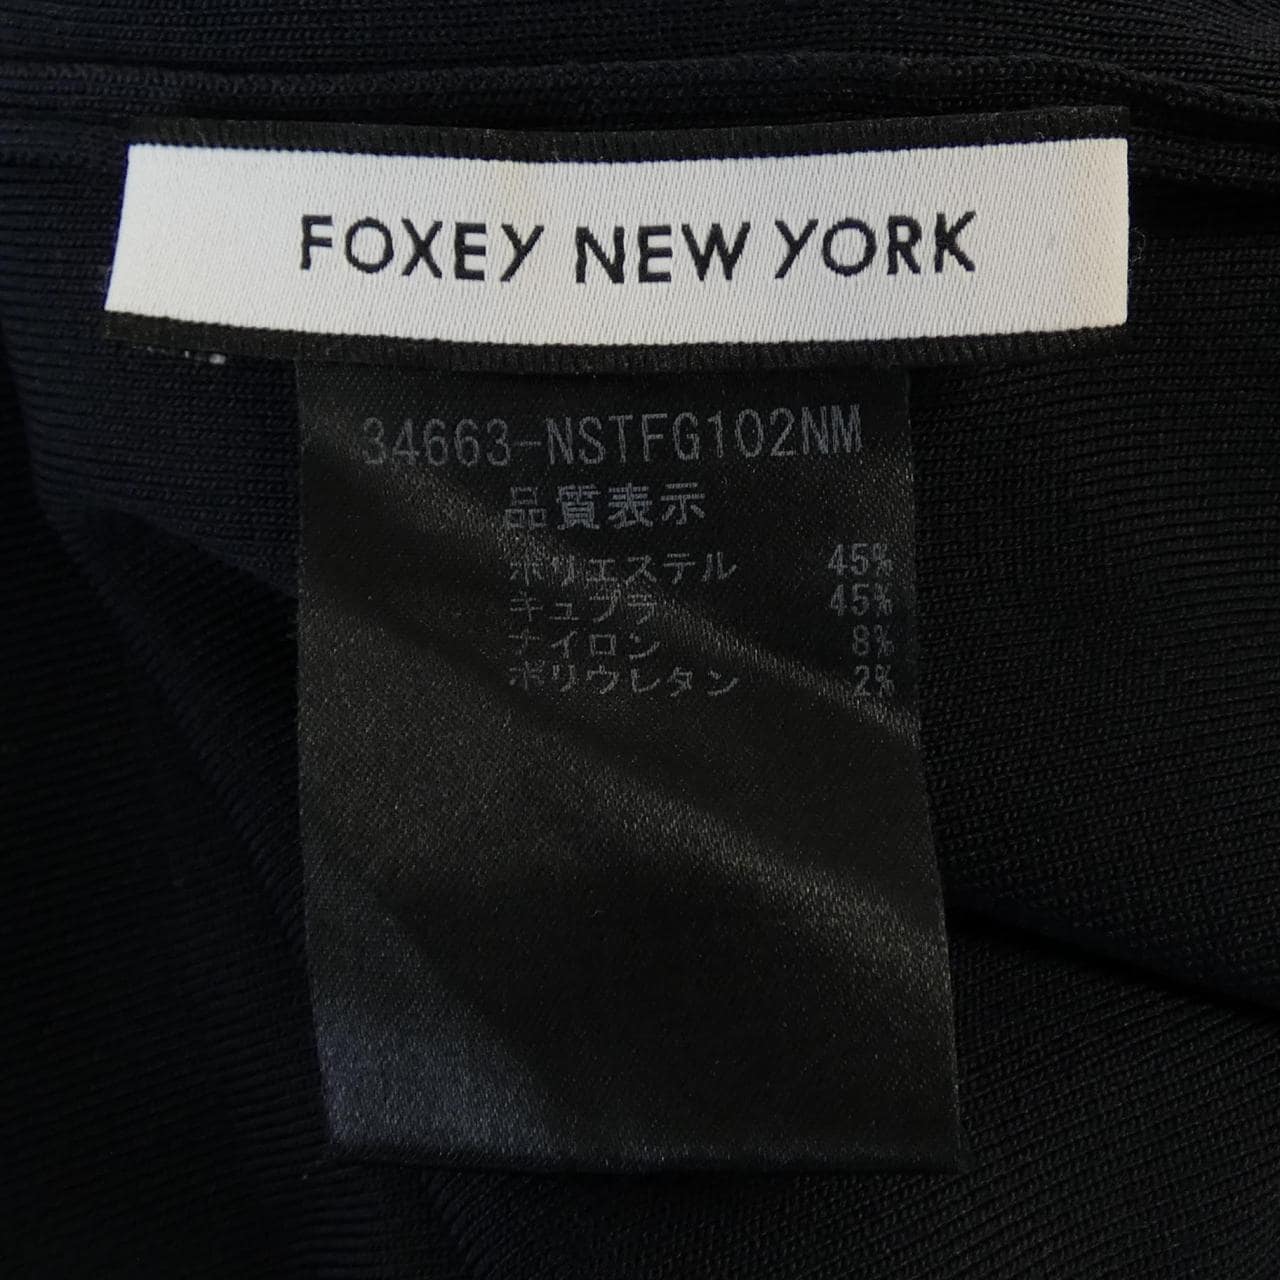 FOXEY NEW YORK
34663-NSTFG102NM
品質表示
ポリエステル 45%
キュプラ 45%
ナイロン 8%
ポリウレタン 2%